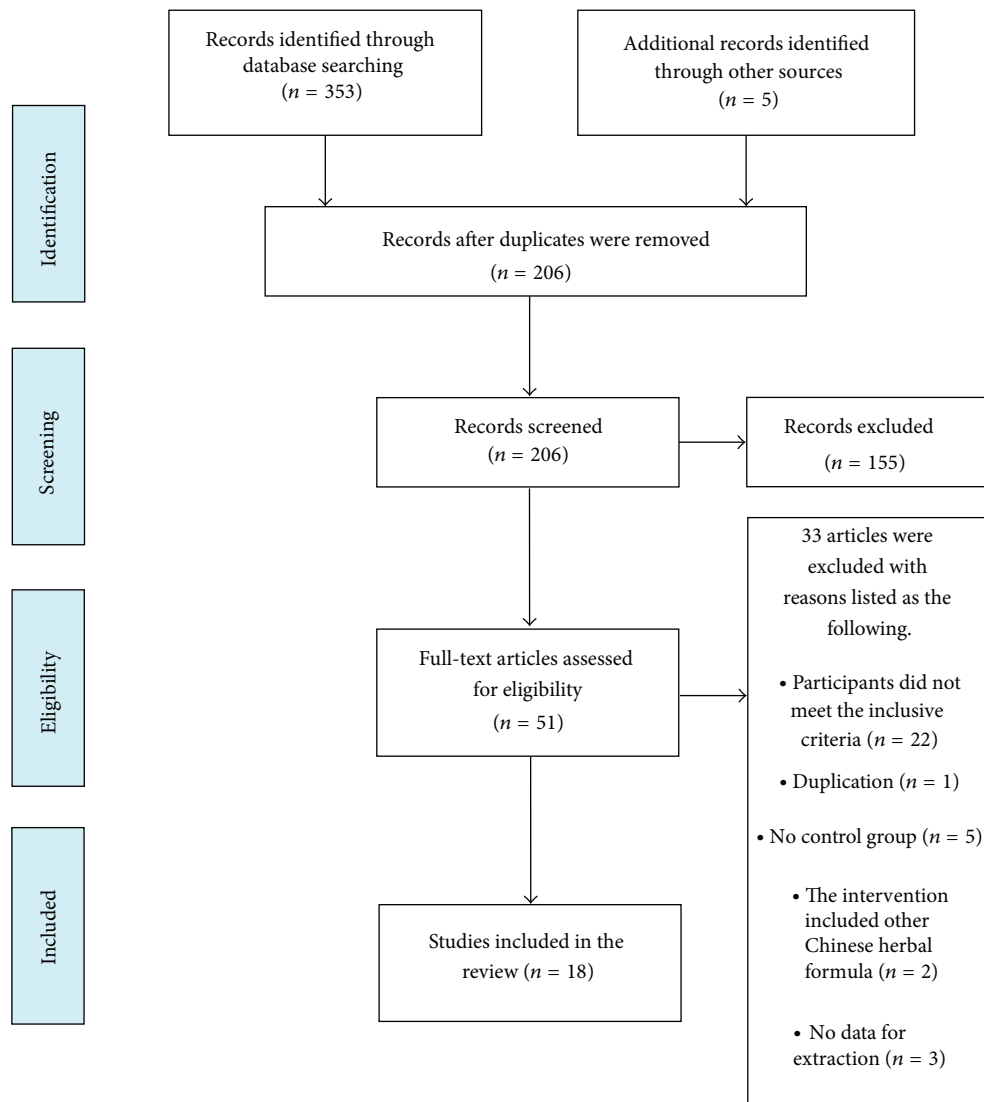 Records identified through
database searching
(n = 353)
Additional records identified
through other sources
(n = 5)
Identification
Records after duplicates were removed
(n = 206)
Screening
Records screened
(n = 206)
Records excluded
(n = 155)
Eligibility
Full-text articles assessed
for eligibility
(n = 51)
33 articles were
excluded with
reasons listed as the
following.
• Participants did not
meet the inclusive
criteria (n = 22)
• Duplication (n = 1)
• No control group (n = 5)
• The intervention
included other
Chinese herbal
formula (n = 2)
• No data for
extraction (n = 3)
Included
Studies included in the
review (n = 18)